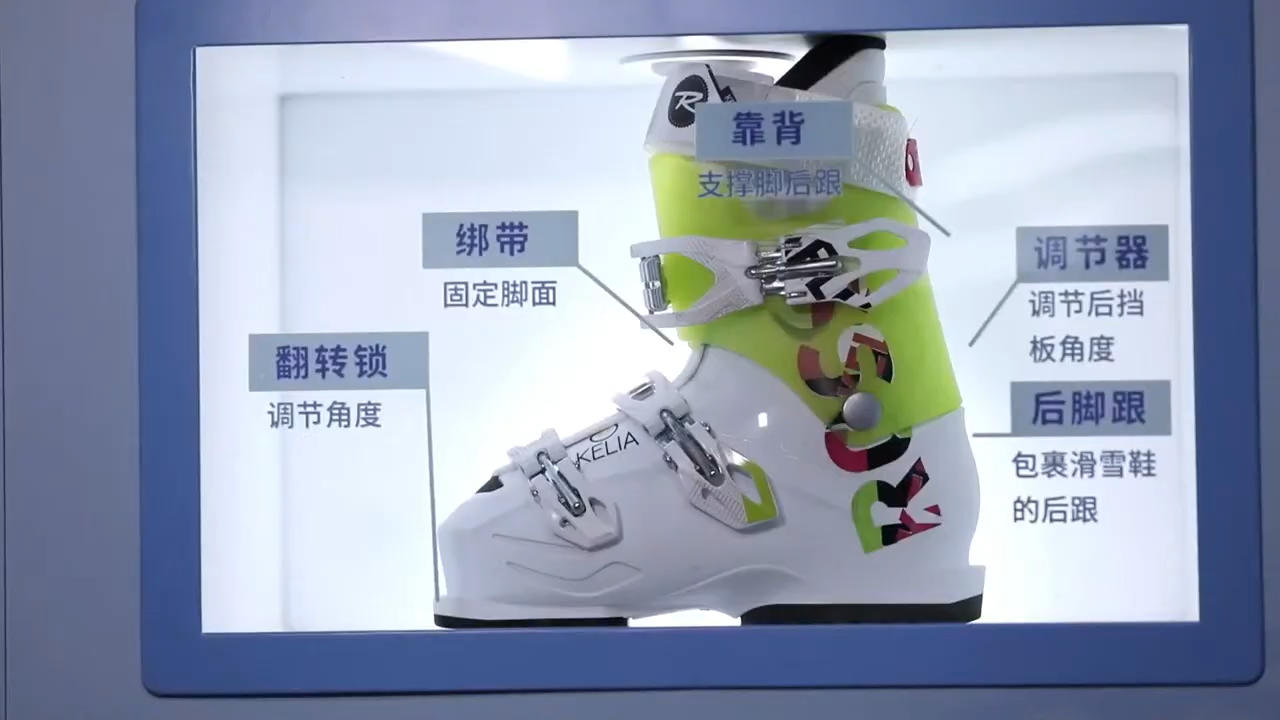 R
靠背
支撑脚后跟
绑带
固定脚面
调节器
调节后挡
板角度
翻转锁
调节角度
后脚跟
包裹滑雪鞋
的后跟
KELIA